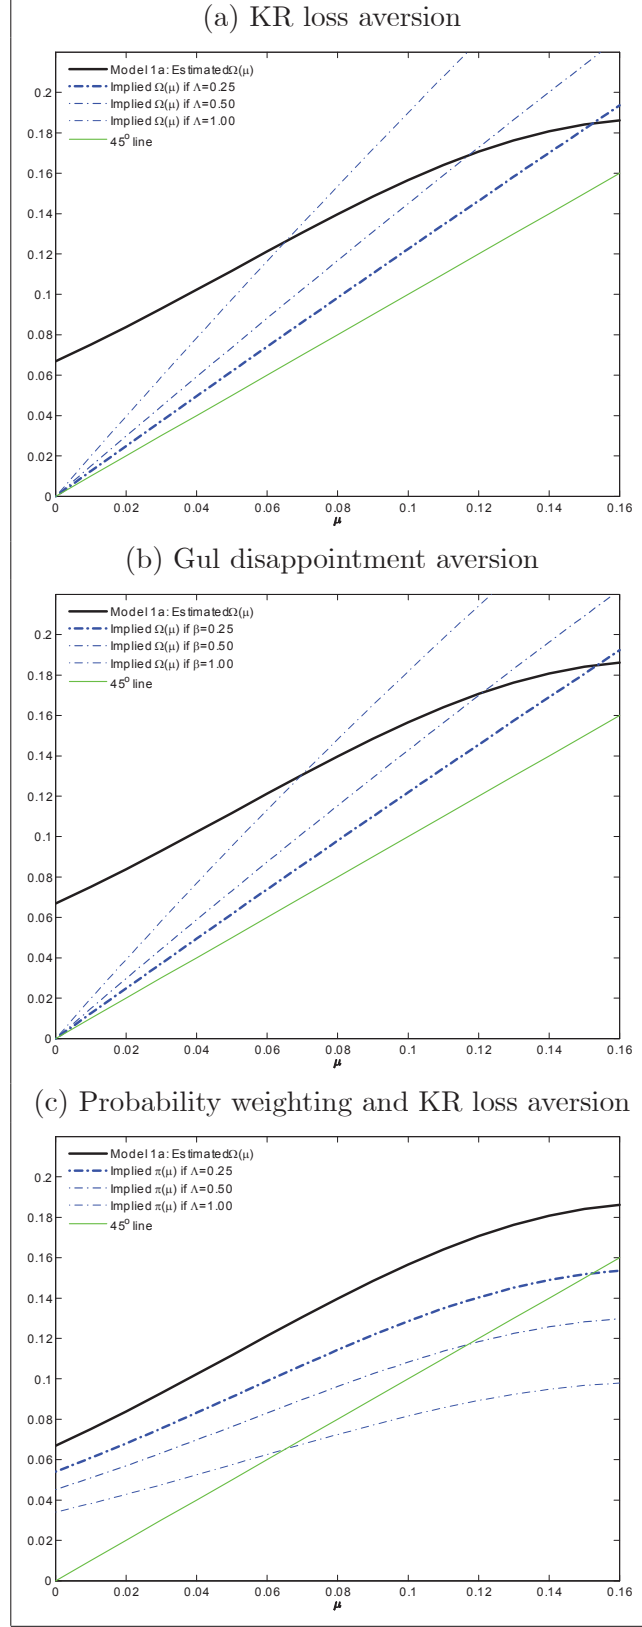 (a) KR loss aversion
Model 1a: EstimatedΩ(μ)
Implied Ω(μ) if Λ=0.25
Implied Ω(μ) if Λ=0.50
Implied Ω(μ) if Λ=1.00
45° line
0.2
0.18
0.16
0.14
0.12
0.1
0.08
0.06
0.04
0.02
0
0 0.02 0.04 0.06 0.08 0.1 0.12 0.14 0.16
μ
(b) Gul disappointment aversion
Model 1a: EstimatedΩ(μ)
Implied Ω(μ) if β=0.25
Implied Ω(μ) if β=0.50
Implied Ω(μ) if β=1.00
45° line
0.2
0.18
0.16
0.14
0.12
0.1
0.08
0.06
0.04
0.02
0
0 0.02 0.04 0.06 0.08 0.1 0.12 0.14 0.16
μ
(c) Probability weighting and KR loss aversion
Model 1a: EstimatedΩ(μ)
Implied π(μ) if Λ=0.25
Implied π(μ) if Λ=0.50
Implied π(μ) if Λ=1.00
45° line
0.2
0.18
0.16
0.14
0.12
0.1
0.08
0.06
0.04
0.02
0
0 0.02 0.04 0.06 0.08 0.1 0.12 0.14 0.16
μ